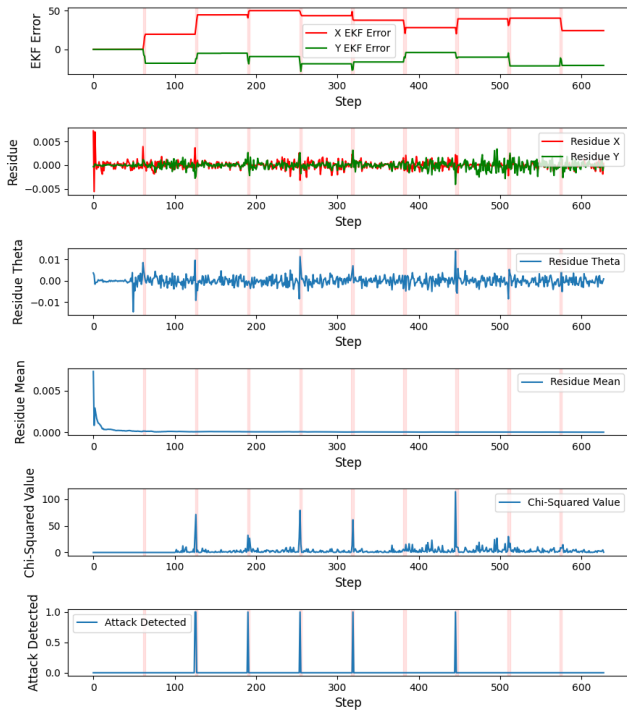 EKF Error
50
0
X EKF Error
Y EKF Error
0 100 200 300 400 500 600
Step
Residue
0.005
0.000
−0.005
Residue X
Residue Y
0 100 200 300 400 500 600
Step
Residue Theta
0.01
0.00
−0.01
Residue Theta
0 100 200 300 400 500 600
Step
Residue Mean
0.005
0.000
Residue Mean
0 100 200 300 400 500 600
Step
Chi-Squared Value
100
50
0
Chi-Squared Value
0 100 200 300 400 500 600
Step
Attack Detected
1.0
0.5
0.0
Attack Detected
0 100 200 300 400 500 600
Step